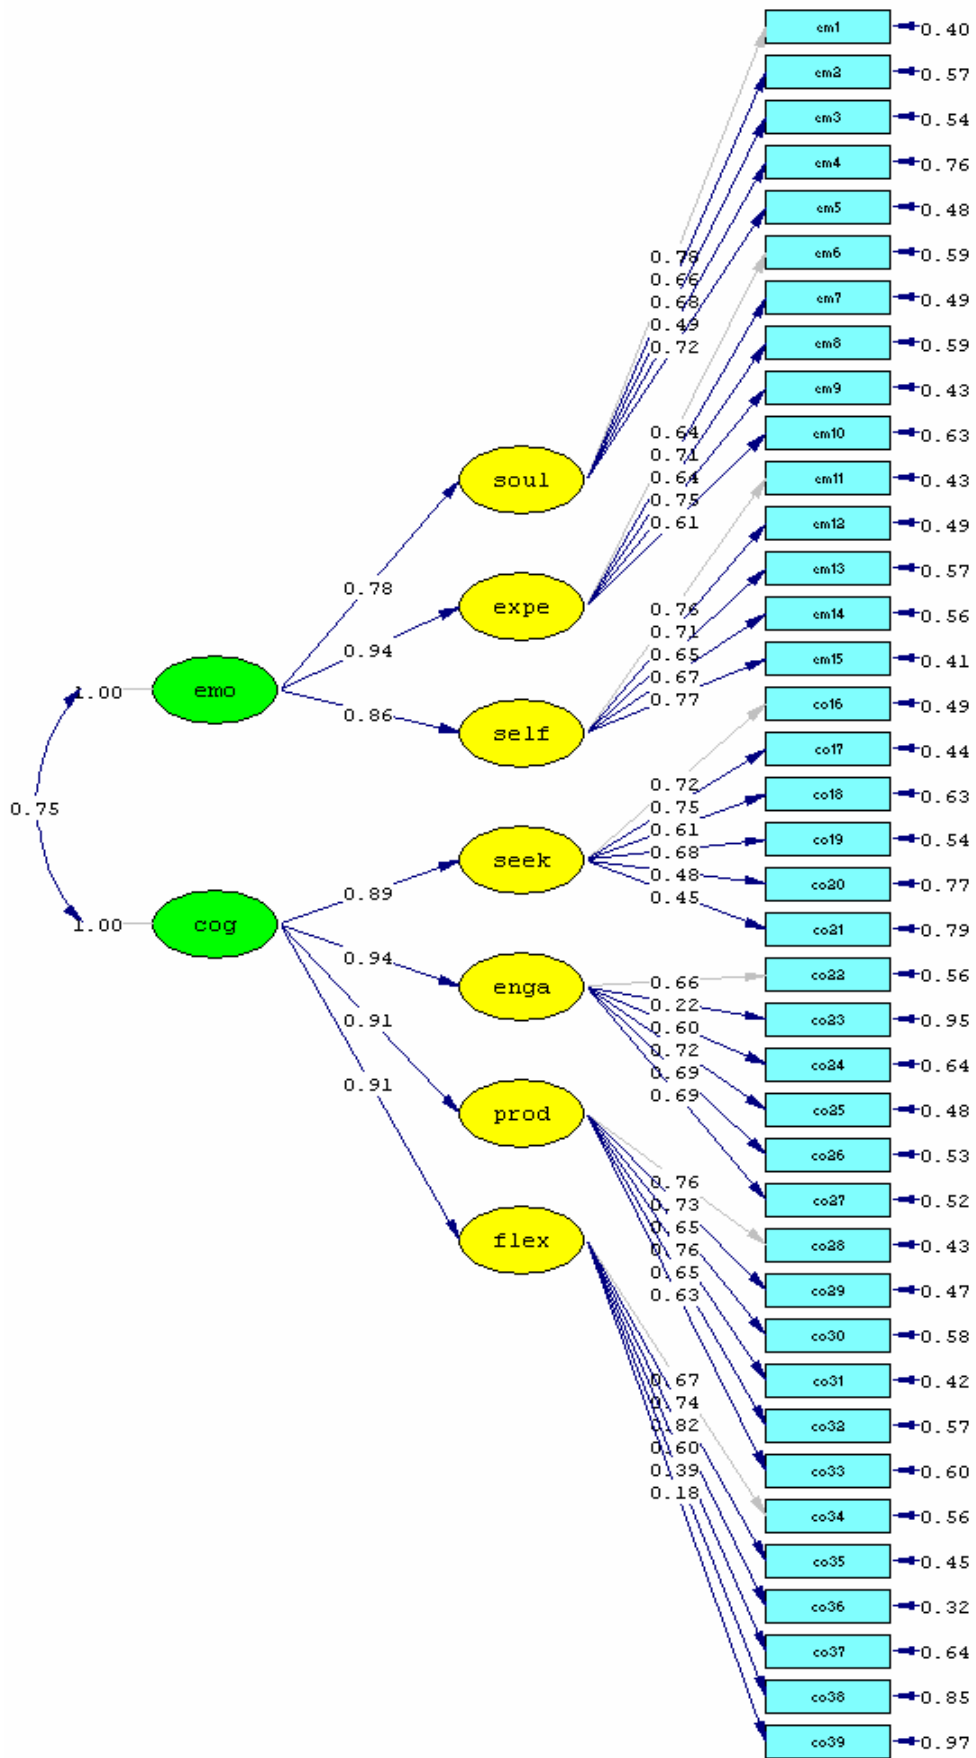 em1 0.40
em2 0.57
em3 0.54
em4 0.76
em5 0.48
0.78
em6 0.59
0.66
0.68
em7 0.49
0.49
em8 0.59
0.72
em9 0.43
0.64
em10 0.63
0.71
soul
0.64
em11 0.43
0.75
0.61
em12 0.49
em13 0.57
0.78
expe
0.76
em14 0.56
0.71
0.94
0.65
em15 0.41
0.67
1.00
emo
0.77
co16 0.49
0.86
self
co17 0.44
0.72
co18 0.63
0.75
0.75
0.61
co19 0.54
seek
0.68
co20 0.77
0.48
0.89
0.45
1.00
cog
co21 0.79
0.94
co22 0.56
enga
0.66
0.22
co23 0.95
0.91
0.60
0.72
co24 0.64
0.69
0.91
0.69
co25 0.48
prod
co26 0.53
0.76
co27 0.52
0.73
0.65
flex
co28 0.43
0.76
0.65
co29 0.47
0.63
co30 0.58
0.67
co31 0.42
0.74
0.82
co32 0.57
0.60
0.39
co33 0.60
0.18
co34 0.56
co35 0.45
co36 0.32
co37 0.64
co38 0.85
co39 0.97